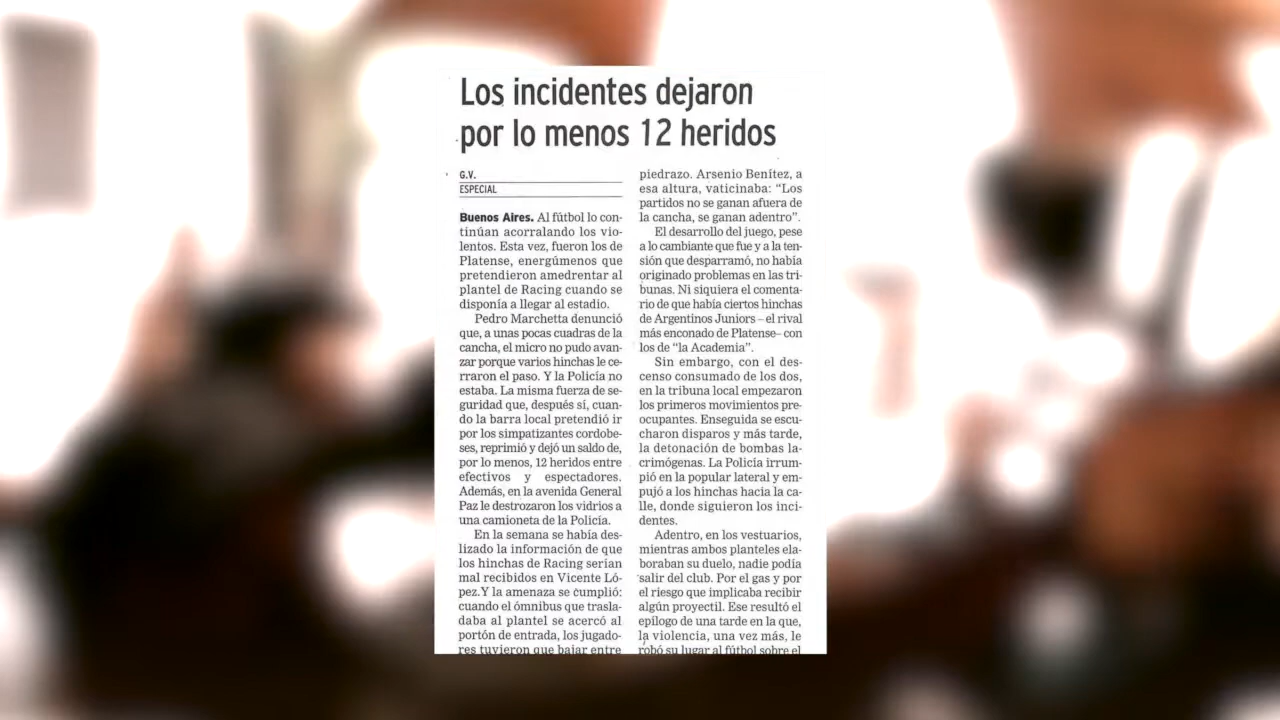 Los incidentes dejaron
por lo menos 12 heridos
G.V.
ESPECIAL
Buenos Aires. Al fútbol lo con-
tinúan acorralando los vio-
lentos. Esta vez, fueron los de
Platense, energúmenos que
pretendieron amedrentar al
plantel de Racing cuando se
disponía a llegar al estadio.
Pedro Marchetta denunció
que, a unas pocas cuadras de la
cancha, el micro no pudo avan-
zar porque varios hinchas le ce-
rraron el paso. Y la Policía no
estaba. La misma fuerza de se-
guridad que, después sí, cuan-
do la barra local pretendió ir
por los simpatizantes cordobe-
ses, reprimió y dejó un saldo de,
por lo menos, 12 heridos entre
efectivos y espectadores.
Además, en la avenida General
Paz le destrozaron los vidrios a
una camioneta de la Policía.
En la semana se había des-
lizado la información de que
los hinchas de Racing serían
mal recibidos en Vicente Ló-
pez.Y la amenaza se cumplió:
cuando el ómnibus que trasla-
daba al plantel se acercó al
portón de entrada, los jugado-
res tuvieron que bajar entre
piedrazo. Arsenio Benítez, a
esa altura, vaticinaba: “Los
partidos no se ganan afuera de
la cancha, se ganan adentro”.
El desarrollo del juego, pese
a lo cambiante que fue y a la ten-
sión que desparramó, no había
originado problemas en las tri-
bunas. Ni siquiera el comenta-
rio de que había ciertos hinchas
de Argentinos Juniors –el rival
más enconado de Platense– con
los de “la Academia”.
Sin embargo, con el des-
censo consumado de los dos,
en la tribuna local empezaron
los primeros movimientos pre-
ocupantes. Enseguida se escu-
charon disparos y más tarde,
la detonación de bombas la-
crimógenas. La Policía irrum-
pió en la popular lateral y em-
pujó a los hinchas hacia la ca-
lle, donde siguieron los inci-
dentes.
Adentro, en los vestuarios,
mientras ambos planteles ela-
boraban su duelo, nadie podía
salir del club. Por el gas y por
el riesgo que implicaba recibir
algún proyectil. Ese resultó el
epílogo de una tarde en la que,
la violencia, una vez más, le
robó su lugar al fútbol sobre el